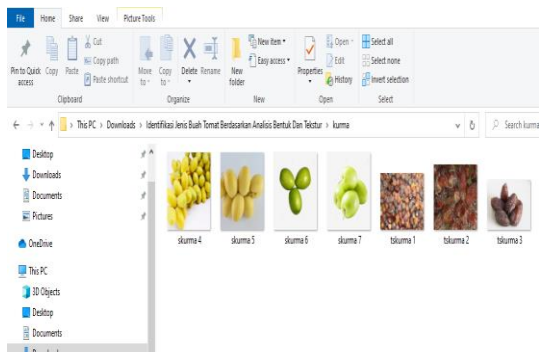 File Home Share View Picture Tools
Pin to Quick access Copy Paste Cut Copy path Paste shortcut Move to Copy to Delete Rename New folder New item Easy access Properties Open Edit History Select all Select none Invert selection
Clipboard Organize New Open Select
This PC > Downloads > Identifikasi Jenis Buah Tomat Berdasarkan Analisis Bentuk Dan Tekstur > kurma Search kurma
Desktop
Downloads
Documents
Pictures
OneDrive
This PC
3D Objects
Desktop
Documents
skurma 4 skurma 5 skurma 6 skurma 7 tskurma 1 tskurma 2 tskurma 3